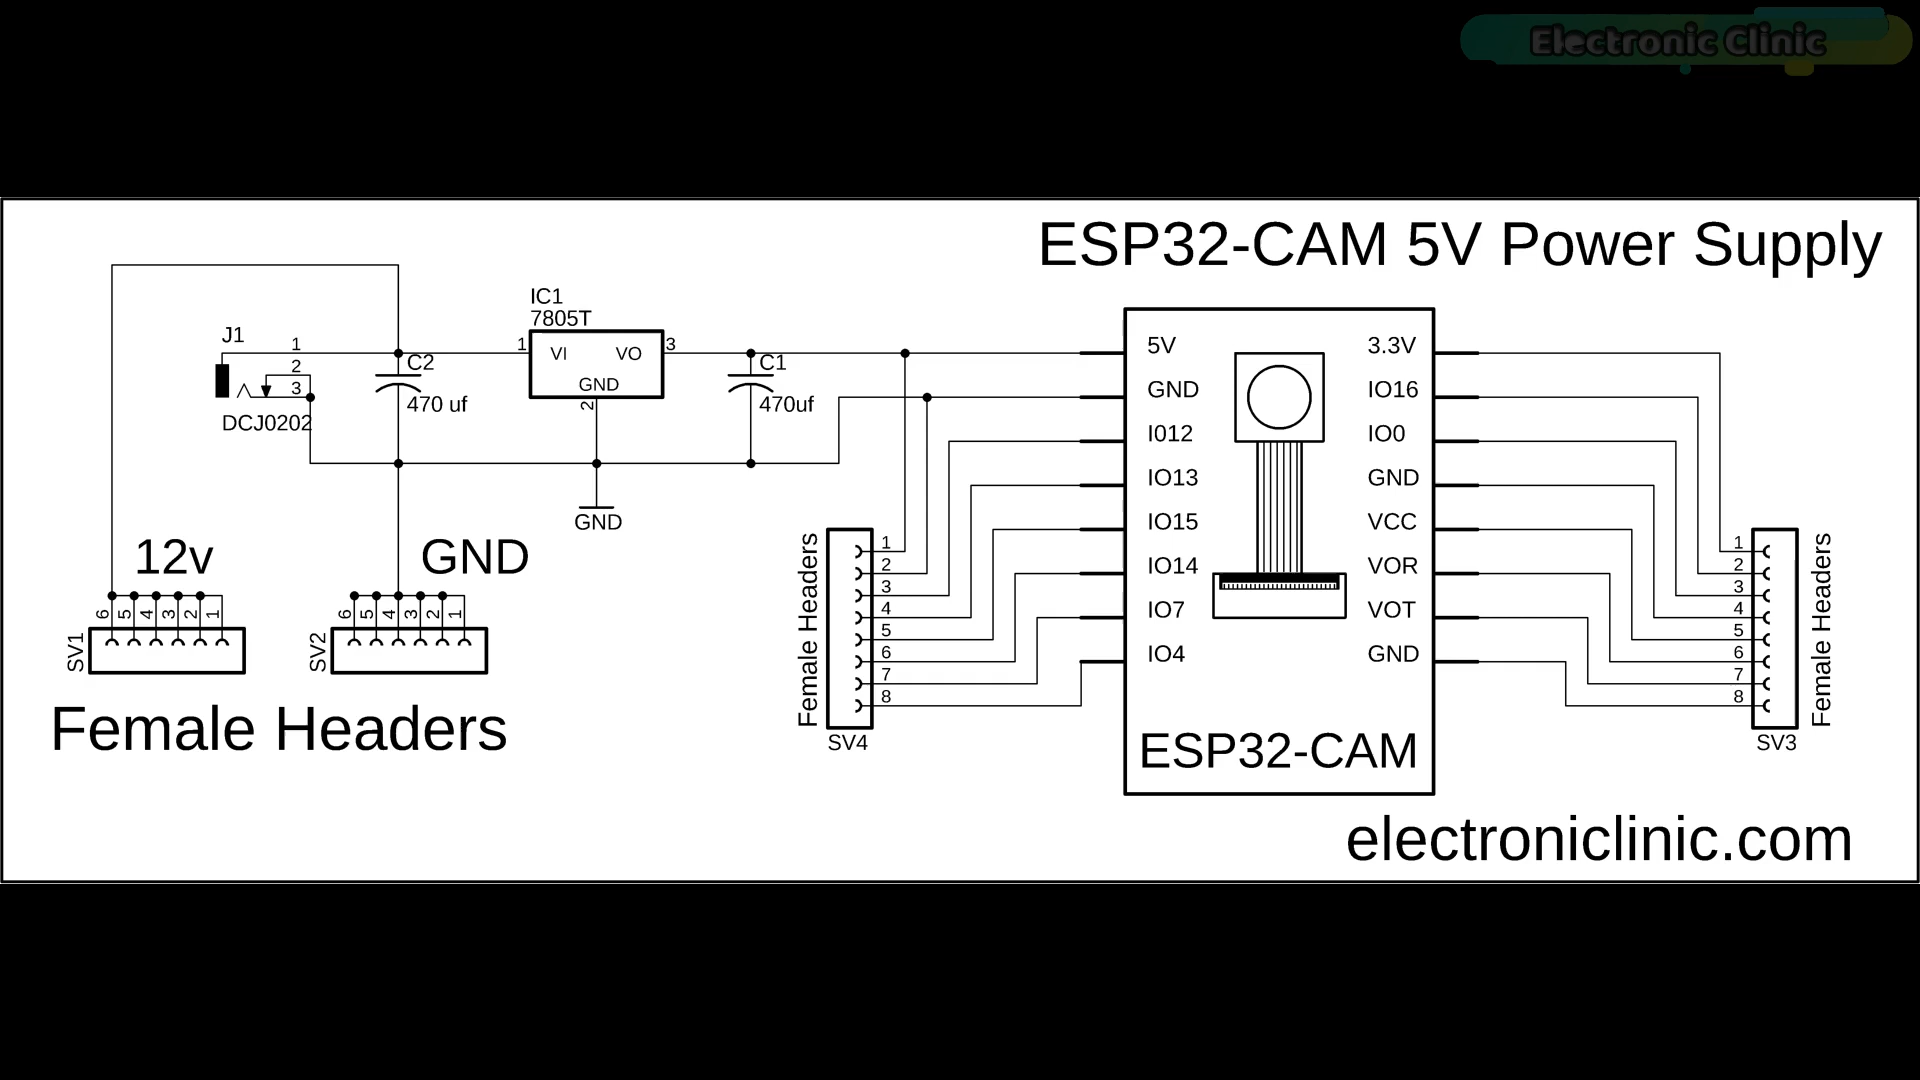 Electronic Clinic
ESP32-CAM 5V Power Supply
J1
1
2
3
DCJ0202
C2
470 uf
IC1
7805T
1
VI
VO
3
GND
2
C1
470uf
GND
12v
GND
6 5 4 3 2 1
SV1
6 5 4 3 2 1
SV2
Female Headers
Female Headers
1
2
3
4
5
6
7
8
SV4
5V
GND
I012
IO13
IO15
IO14
IO7
IO4
3.3V
IO16
IO0
GND
VCC
VOR
VOT
GND
ESP32-CAM
1
2
3
4
5
6
7
8
SV3
Female Headers
electroniclinic.com